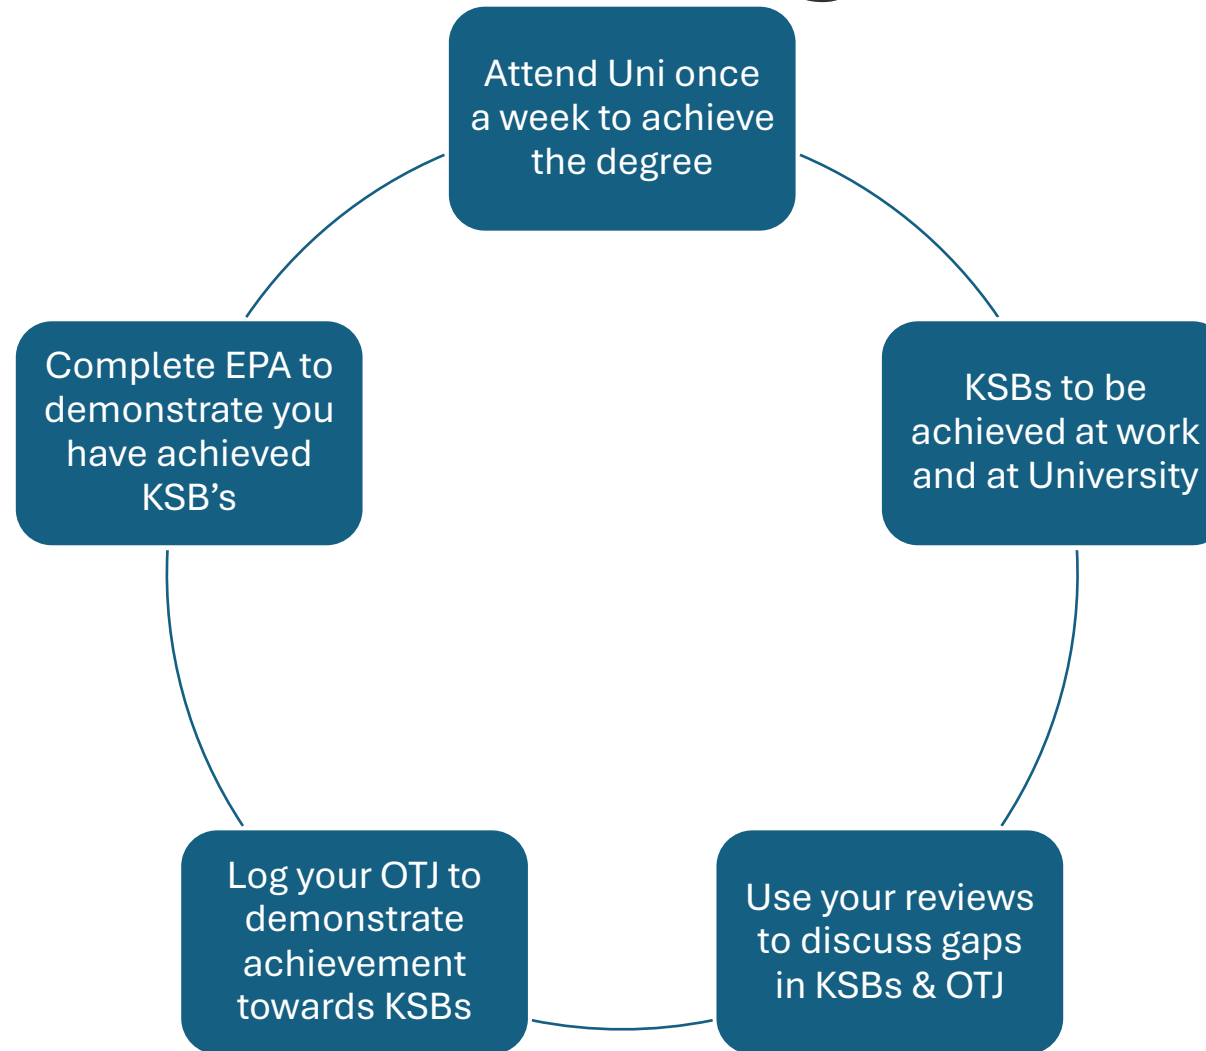 Attend Uni once
a week to achieve
the degree
KSBs to be
achieved at work
and at University
Use your reviews
to discuss gaps
in KSBs & OTJ
Log your OTJ to
demonstrate
achievement
towards KSBs
Complete EPA to
demonstrate you
have achieved
KSB’s